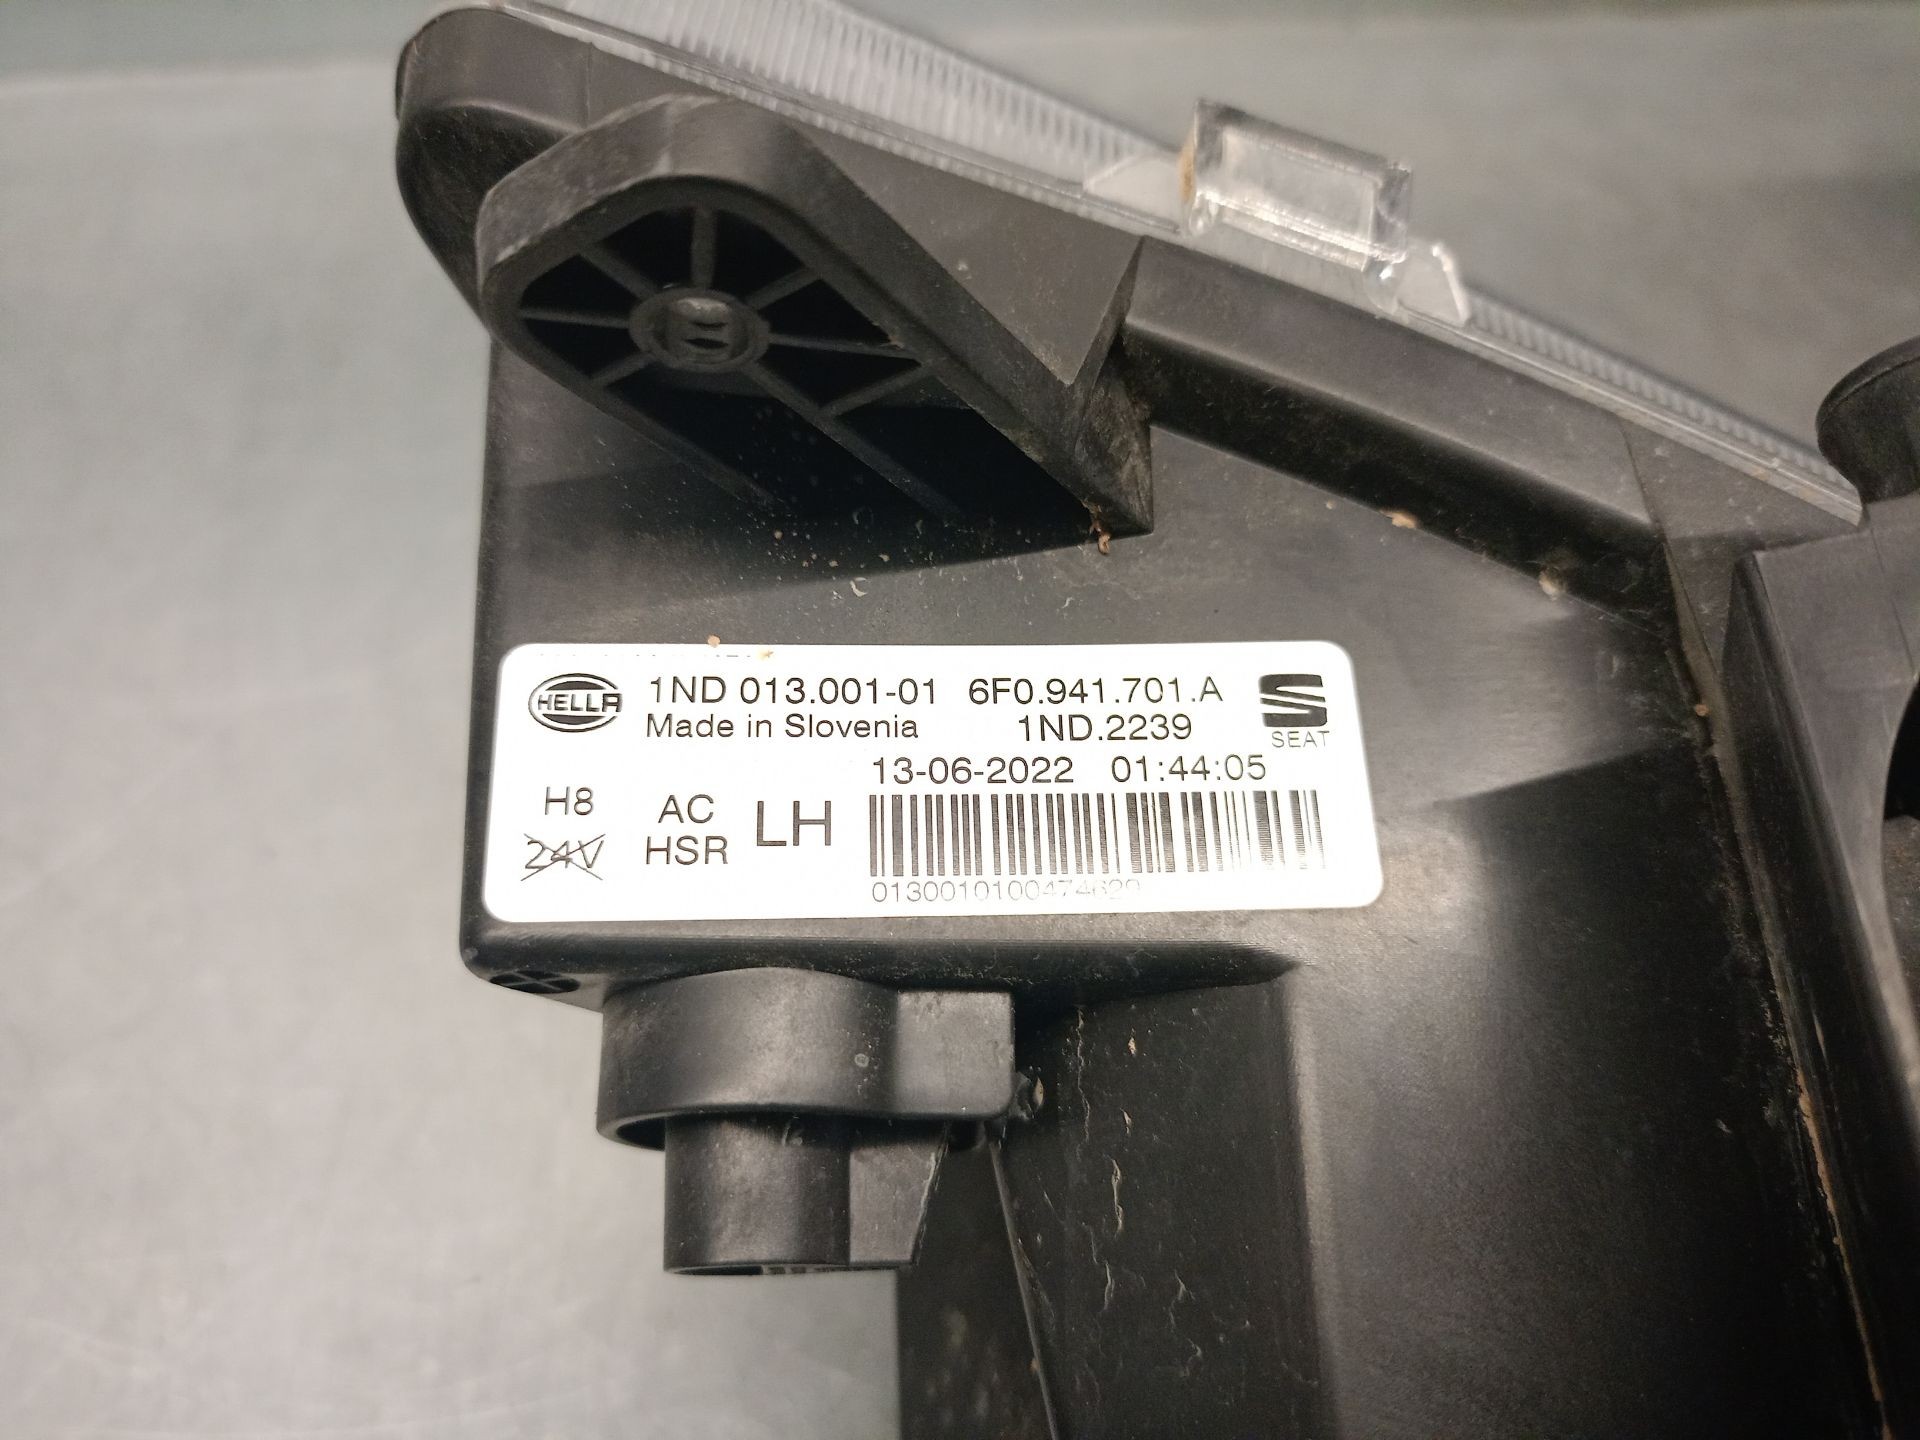 HELLA 1ND 013.001-01 6F0.941.701.A
Made in Slovenia 1ND.2239
SEAT
13-06-2022 01:44:05
H8 AC LH
24V HSR
0130010100474620